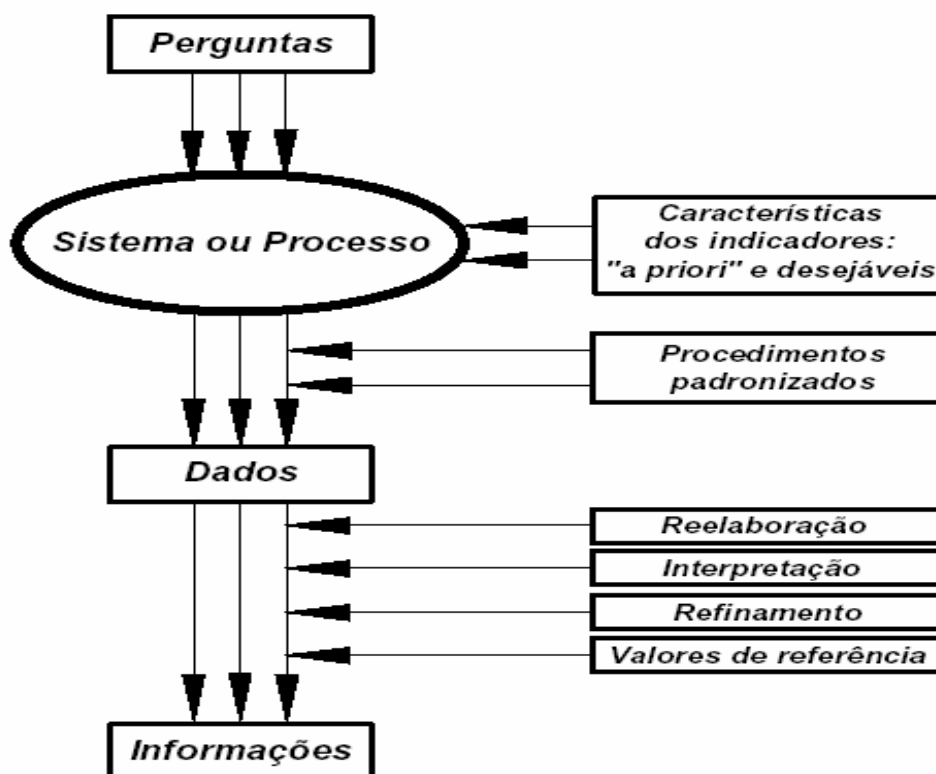 Perguntas
Sistema ou Processo
Características
dos indicadores:
"a priori" e desejáveis
Procedimentos
padronizados
Dados
Reelaboração
Interpretação
Refinamento
Valores de referência
Informações